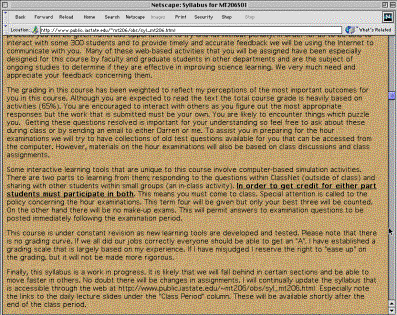 Netscape: Syllabus for MT206501
Back Forward Reload Home Search Netscape Images Print Security Shop Stop
Location: http://www.public.iastate.edu/~mt206/obs/syl_mt206.html What's Related
interact with some 300 students and to provide timely and accurate feedback we will be using the Internet to
communicate with you. Many of these web-based activities that you will be assigned have been especially
designed for this course by faculty and graduate students in other departments and are the subject of
ongoing studies to determine if they are effective in improving science learning. We very much need and
appreciate your feedback concerning them.
The grading in this course has been weighted to reflect my perceptions of the most important outcomes for
you in this course. Although you are expected to read the text the total course grade is heavily based on
activities (65%). You are encouraged to interact with others as you figure out the most appropriate
responses but the work that is submitted must be your own. You are likely to encounter things which puzzle
you. Getting these questions resolved is important for your understanding so feel free to ask about these
during class or by sending an email to either Darren or me. To assist you in preparing for the hour
examinations we will try to have collections of old test questions available for you that can be accessed from
the computer. However, materials on the hour examinations will also be based on class discussions and class
assignments.
Some interactive learning tools that are unique to this course involve computer-based simulation activities.
There are two parts to learning from them; responding to the questions within ClassNet (outside of class) and
sharing with other students within small groups (an in-class activity). In order to get credit for either part
students must participate in both. This means you must come to class. Special attention is called to the
policy concerning the hour examinations. This term four will be given but only your best three will be counted.
On the other hand there will be no make-up exams. This will permit answers to examination questions to be
posted immediately following the examination period.
This course is under constant revision as new learning tools are developed and tested. Please note that there
is no grading curve. If we all did our jobs correctly everyone should be able to get an "A". I have established a
grading scale that is largely based on my experience. If I have misjudged I reserve the right to "ease up" on
the grading, but it will not be made more rigorous.
Finally, this syllabus is a work in progress. It is likely that we will fall behind in certain sections and be able to
move faster in others. No doubt there will be changes in assignments. I will continually update the syllabus that
is accessible through the web at http://www.public.iastate.edu/~mt206/obs/syl_mt206.html Especially note
the links to the daily lecture slides under the "Class Period" column. These will be available shortly after the
end of the class period.